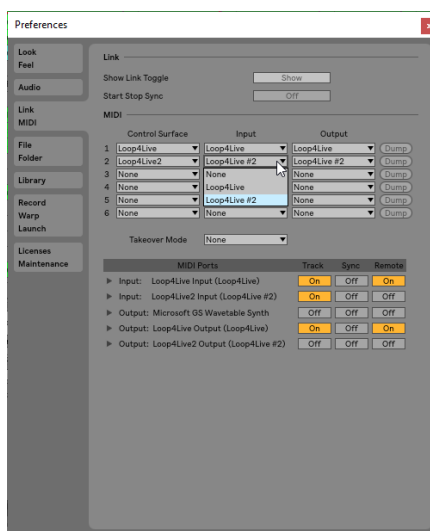 Preferences
x
Look
Feel
Audio
Link
MIDI
File
Folder
Library
Record
Warp
Launch
Licenses
Maintenance
Link
Show Link Toggle Show
Start Stop Sync Off
MIDI
Control Surface Input Output
1 Loop4Live Loop4Live Loop4Live Dump
2 Loop4Live2 Loop4Live #2 Loop4Live #2 Dump
3 None None None Dump
4 None Loop4Live None Dump
5 None Loop4Live #2 None Dump
6 None None None Dump
Takeover Mode None
MIDI Ports Track Sync Remote
Input: Loop4Live Input (Loop4Live) On Off On
Input: Loop4Live2 Input (Loop4Live #2) On Off Off
Output: Microsoft GS Wavetable Synth Off Off Off
Output: Loop4Live Output (Loop4Live) On Off On
Output: Loop4Live2 Output (Loop4Live #2) Off Off Off